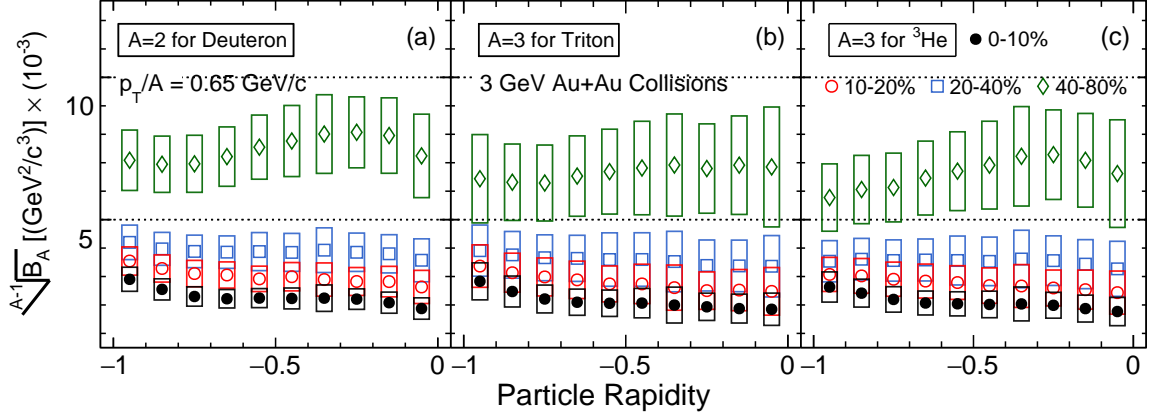 A=2 for Deuteron
(a)
A=3 for Triton
(b)
A=3 for ³He
0-10%
(c)
p_T/A = 0.65 GeV/c
3 GeV Au+Au Collisions
10-20%
20-40%
40-80%
ᴬ⁻¹√B_A [(GeV²/c³)] × (10⁻³)
10
5
−1
−0.5
0
−1
−0.5
0
−1
−0.5
0
Particle Rapidity